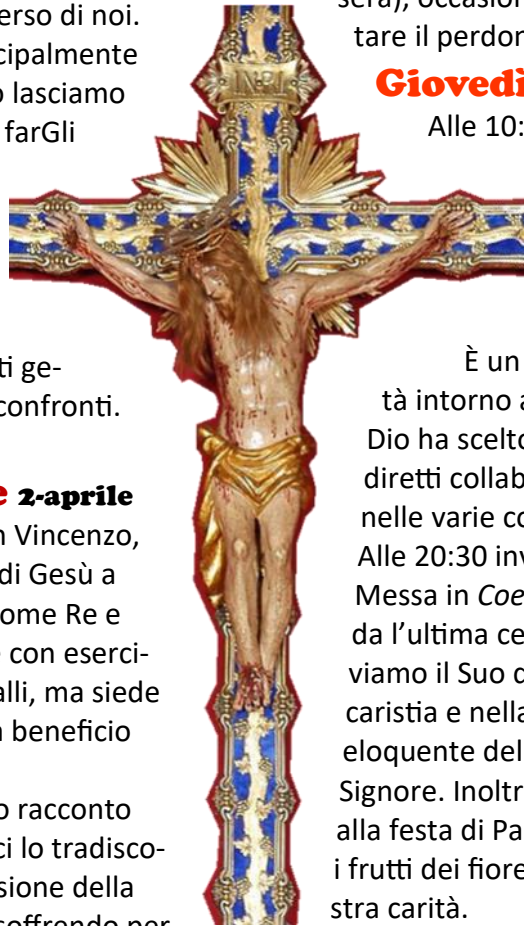 erso di noi.
cipalmente
o lasciamo
farGli
ti ge-
confronti.
e 2-aprile
n Vincenzo,
di Gesù a
ome Re e
con eserci-
alli, ma siede
n beneficio
o racconto
ci lo tradisco-
sione della
soffrendo per
INRI
sera), occasion
tare il perdon
Giovedì
Alle 10:
È un
tà intorno a
Dio ha scelto
diretti collab
nelle varie co
Alle 20:30 inv
Messa in Coe
da l'ultima ce
viamo il Suo d
caristia e nella
eloquente del
Signore. Inoltr
alla festa di Pa
i frutti dei fiore
stra carità.